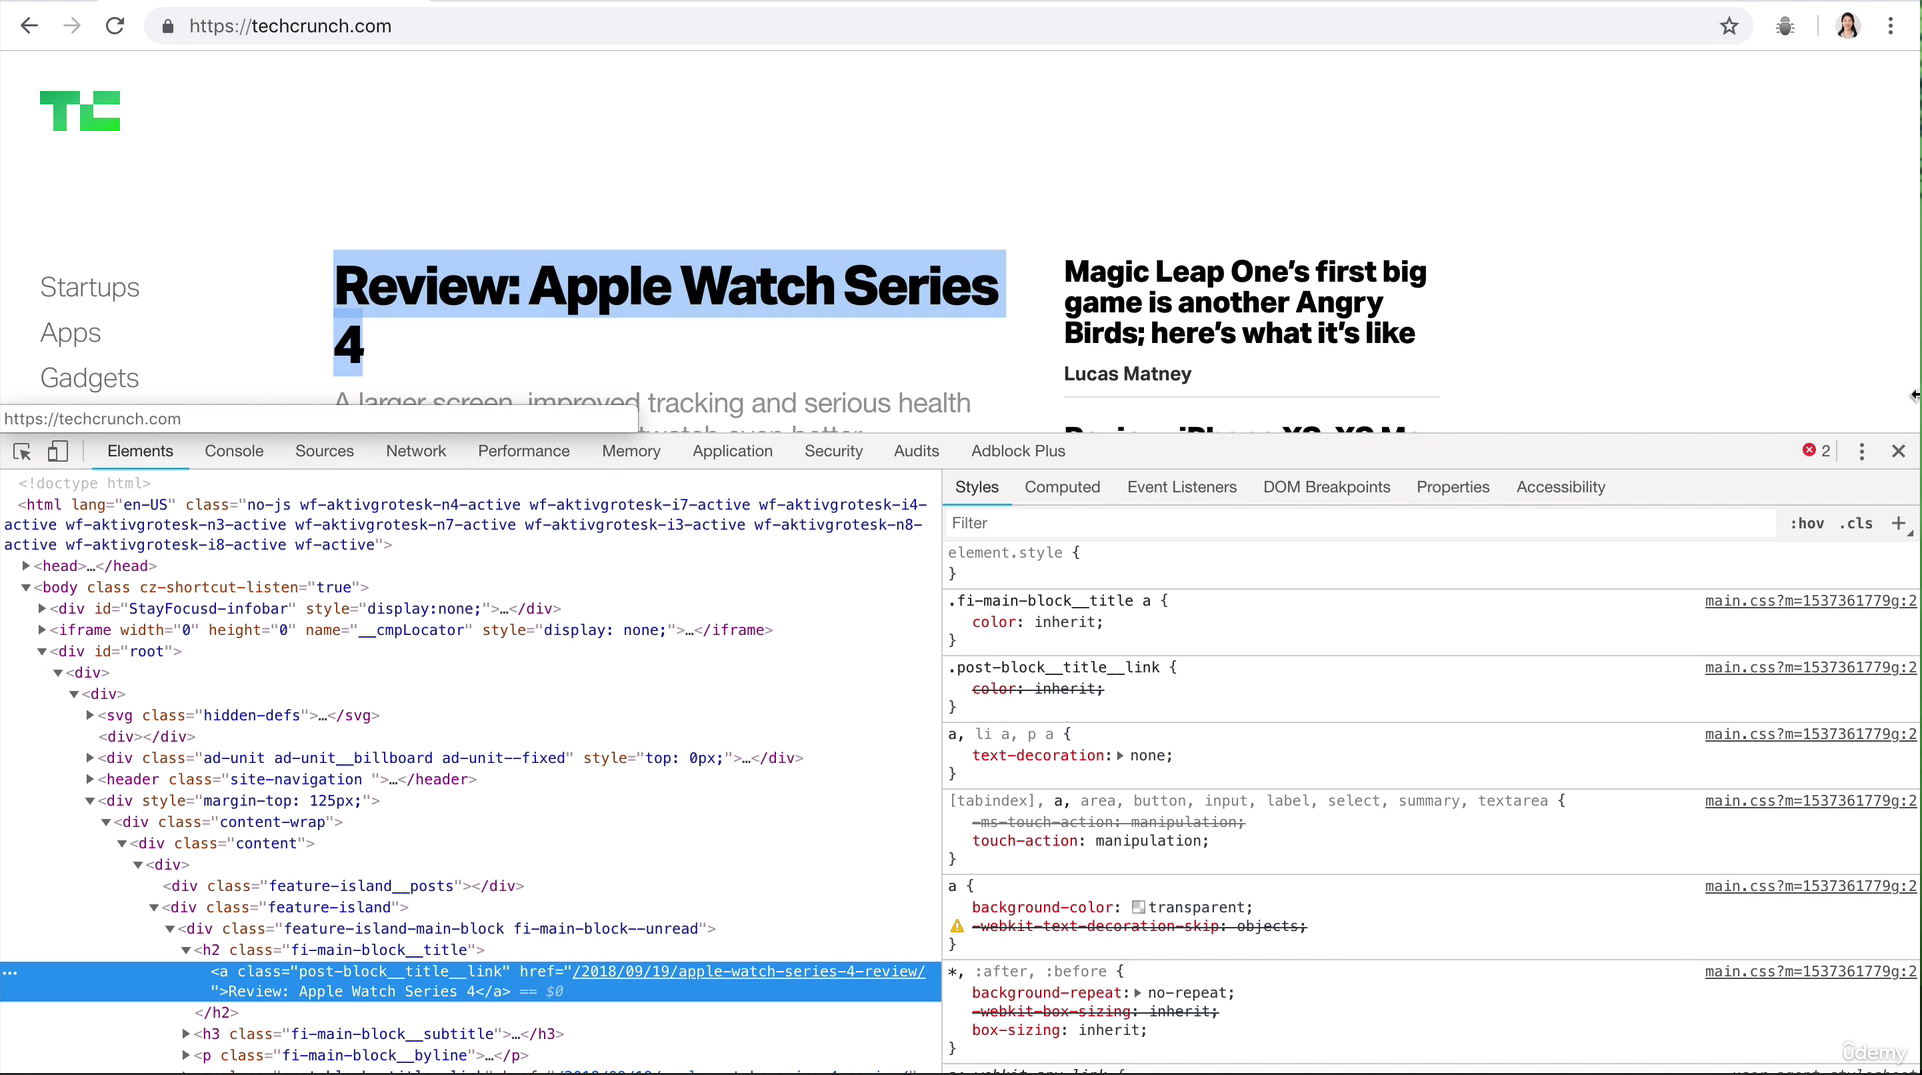 https://techcrunch.com
TC
Startups
Apps
Gadgets
Review: Apple Watch Series
4
A larger screen, improved tracking and serious health
Magic Leap One’s first big
game is another Angry
Birds; here’s what it’s like
Lucas Matney
https://techcrunch.com
Elements Console Sources Network Performance Memory Application Security Audits Adblock Plus 2
<!doctype html>
<html lang="en-US" class="no-js wf-aktivgrotesk-n4-active wf-aktivgrotesk-i7-active wf-aktivgrotesk-i4-
active wf-aktivgrotesk-n3-active wf-aktivgrotesk-n7-active wf-aktivgrotesk-i3-active wf-aktivgrotesk-n8-
active wf-aktivgrotesk-i8-active wf-active">
<head>…</head>
<body class cz-shortcut-listen="true">
<div id="StayFocusd-infobar" style="display:none;">…</div>
<iframe width="0" height="0" name="__cmpLocator" style="display: none;">…</iframe>
<div id="root">
<div>
<div>
<svg class="hidden-defs">…</svg>
<div></div>
<div class="ad-unit ad-unit__billboard ad-unit--fixed" style="top: 0px;">…</div>
<header class="site-navigation ">…</header>
<div style="margin-top: 125px;">
<div class="content-wrap">
<div class="content">
<div>
<div class="feature-island__posts"></div>
<div class="feature-island">
<div class="feature-island-main-block fi-main-block--unread">
<h2 class="fi-main-block__title">
… <a class="post-block__title__link" href="/2018/09/19/apple-watch-series-4-review/
">Review: Apple Watch Series 4</a> == $0
</h2>
<h3 class="fi-main-block__subtitle">…</h3>
<p class="fi-main-block__byline">…</p>
Styles Computed Event Listeners DOM Breakpoints Properties Accessibility
Filter :hov .cls +
element.style {
}
.fi-main-block__title a { main.css?m=1537361779g:2
color: inherit;
}
.post-block__title__link { main.css?m=1537361779g:2
color: inherit;
}
a, li a, p a { main.css?m=1537361779g:2
text-decoration: none;
}
[tabindex], a, area, button, input, label, select, summary, textarea { main.css?m=1537361779g:2
-ms-touch-action: manipulation;
touch-action: manipulation;
}
a { main.css?m=1537361779g:2
background-color: transparent;
-webkit-text-decoration-skip: objects;
}
*, :after, :before { main.css?m=1537361779g:2
background-repeat: no-repeat;
-webkit-box-sizing: inherit;
box-sizing: inherit;
}
ûdemy